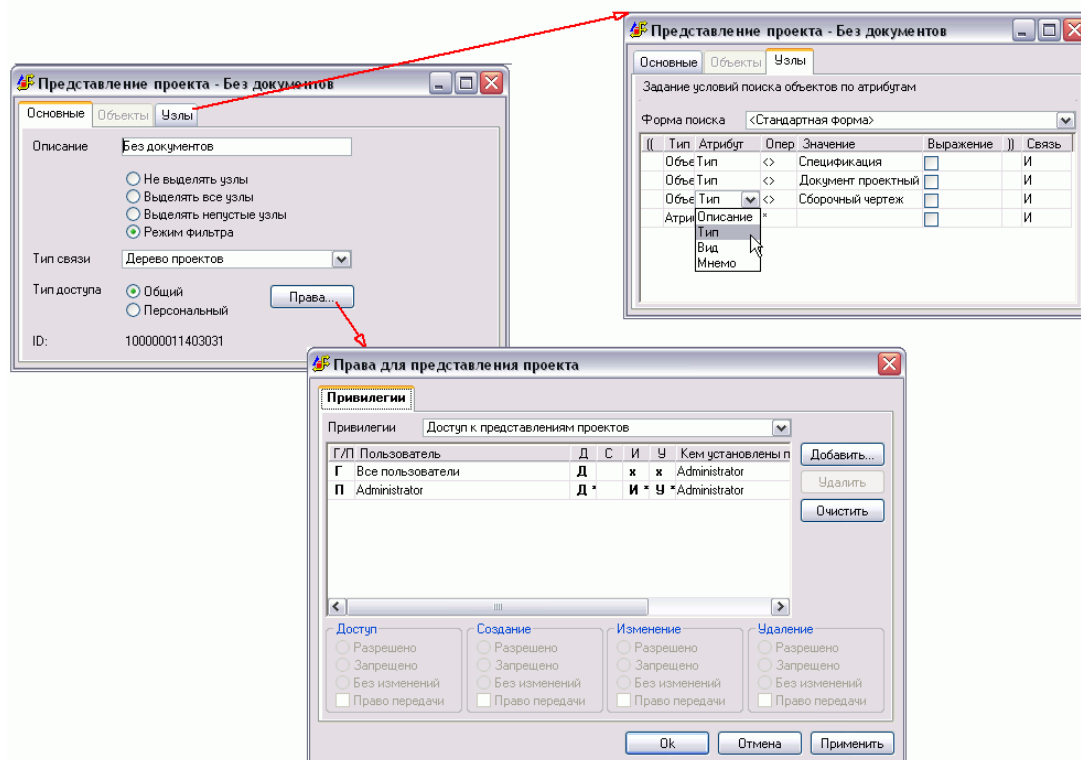 Представление проекта - Без документов
Основные Объекты Узлы
Описание Без документов
Не выделять узлы
Выделять все узлы
Выделять непустые узлы
Режим фильтра
Тип связи Дерево проектов
Тип доступа Общий Права...
Персональный
ID: 100000011403031
Представление проекта - Без документов
Основные Объекты Узлы
Задание условий поиска объектов по атрибутам
Форма поиска <Стандартная форма>
(( Тип Атрибут Опер Значение Выражение )) Связь
Объе Тип <> Спецификация И
Объе Тип <> Документ проектный И
Объе Тип <> Сборочный чертеж И
Атри Описание * И
Тип
Вид
Мнемо
Права для представления проекта
Привилегии
Привилегии Доступ к представлениям проектов
Г/П Пользователь Д С И У Кем установлены п
Г Все пользователи Д х х Administrator
П Administrator Д * И * У * Administrator
Добавить...
Удалить
Очистить
Доступ Создание Изменение Удаление
Разрешено Разрешено Разрешено Разрешено
Запрещено Запрещено Запрещено Запрещено
Без изменений Без изменений Без изменений Без изменений
Право передачи Право передачи Право передачи Право передачи
Ok Отмена Применить